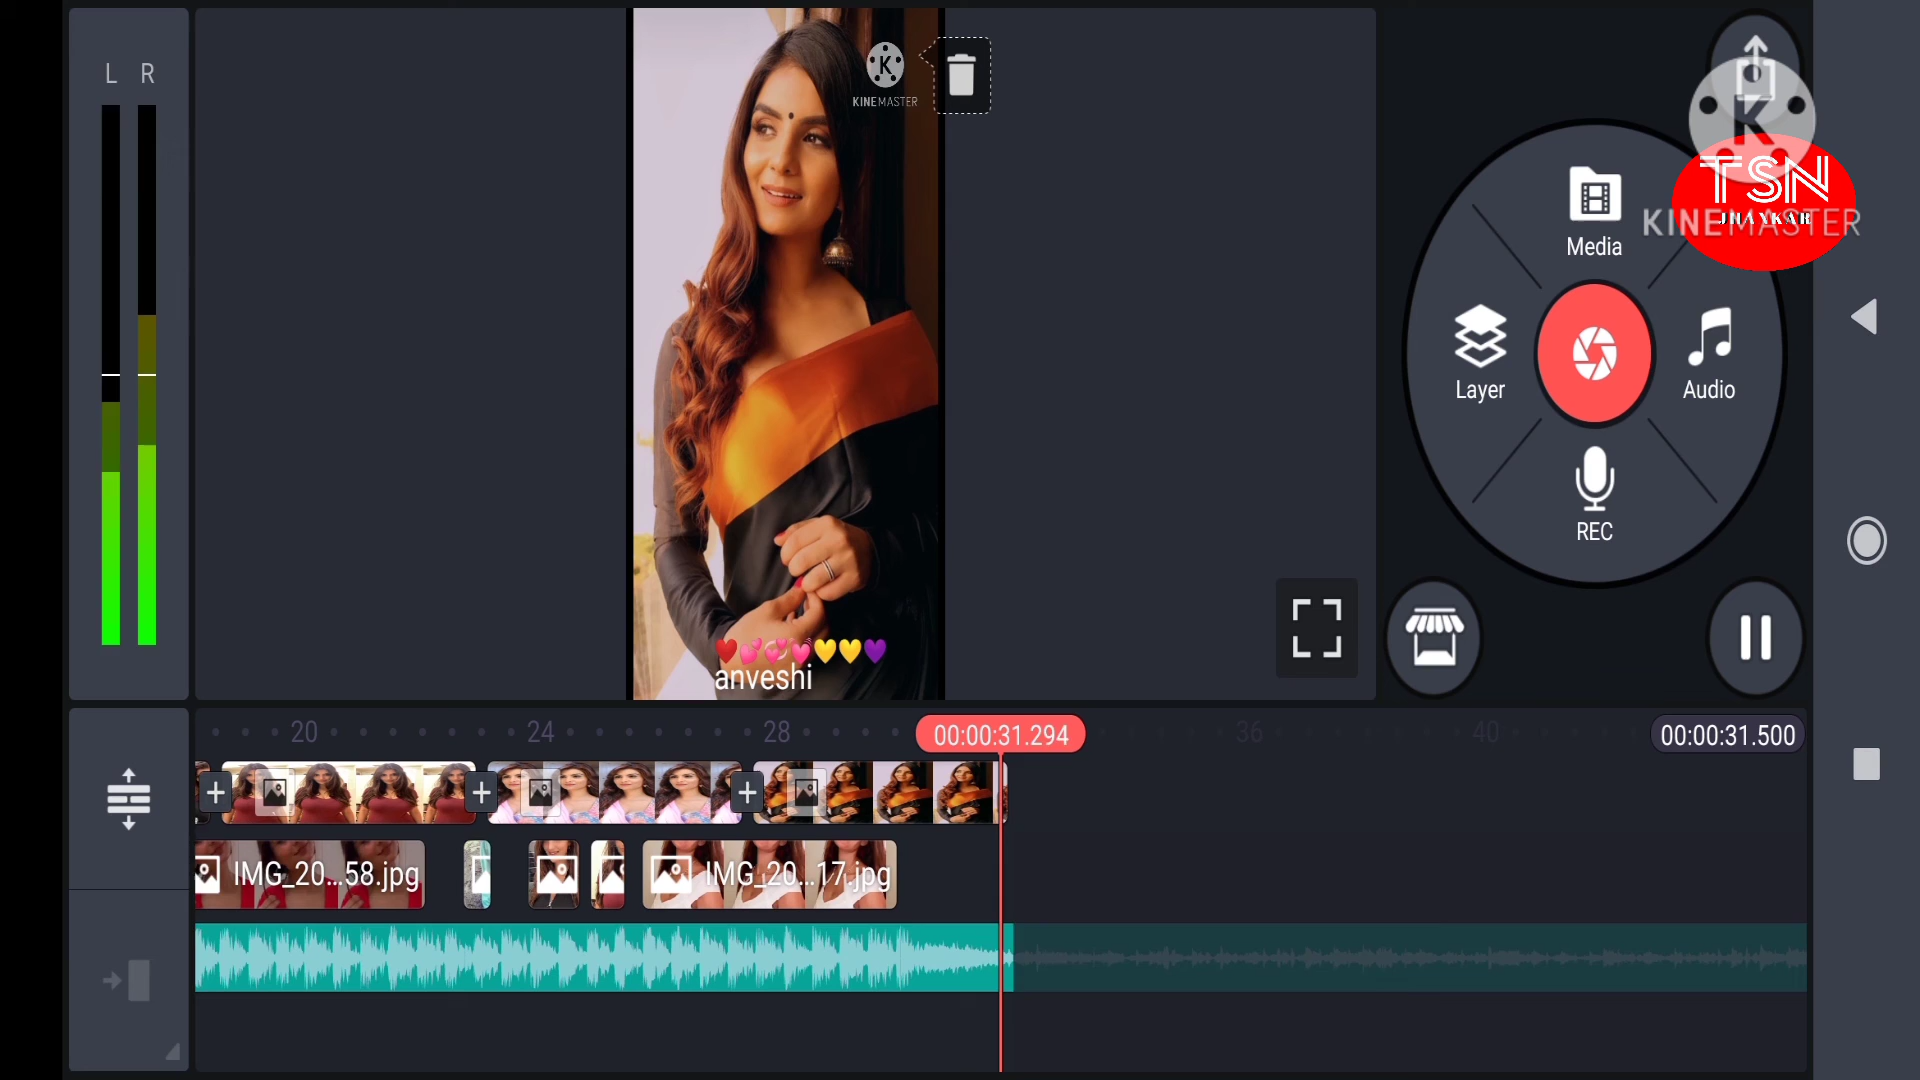 L R
KINEMASTER
TSN
KINEMASTER
Media
Layer
Audio
REC
anveshi
20
24
28
00:00:31.294
36
40
00:00:31.500
IMG_20...58.jpg
IMG_20...17.jpg